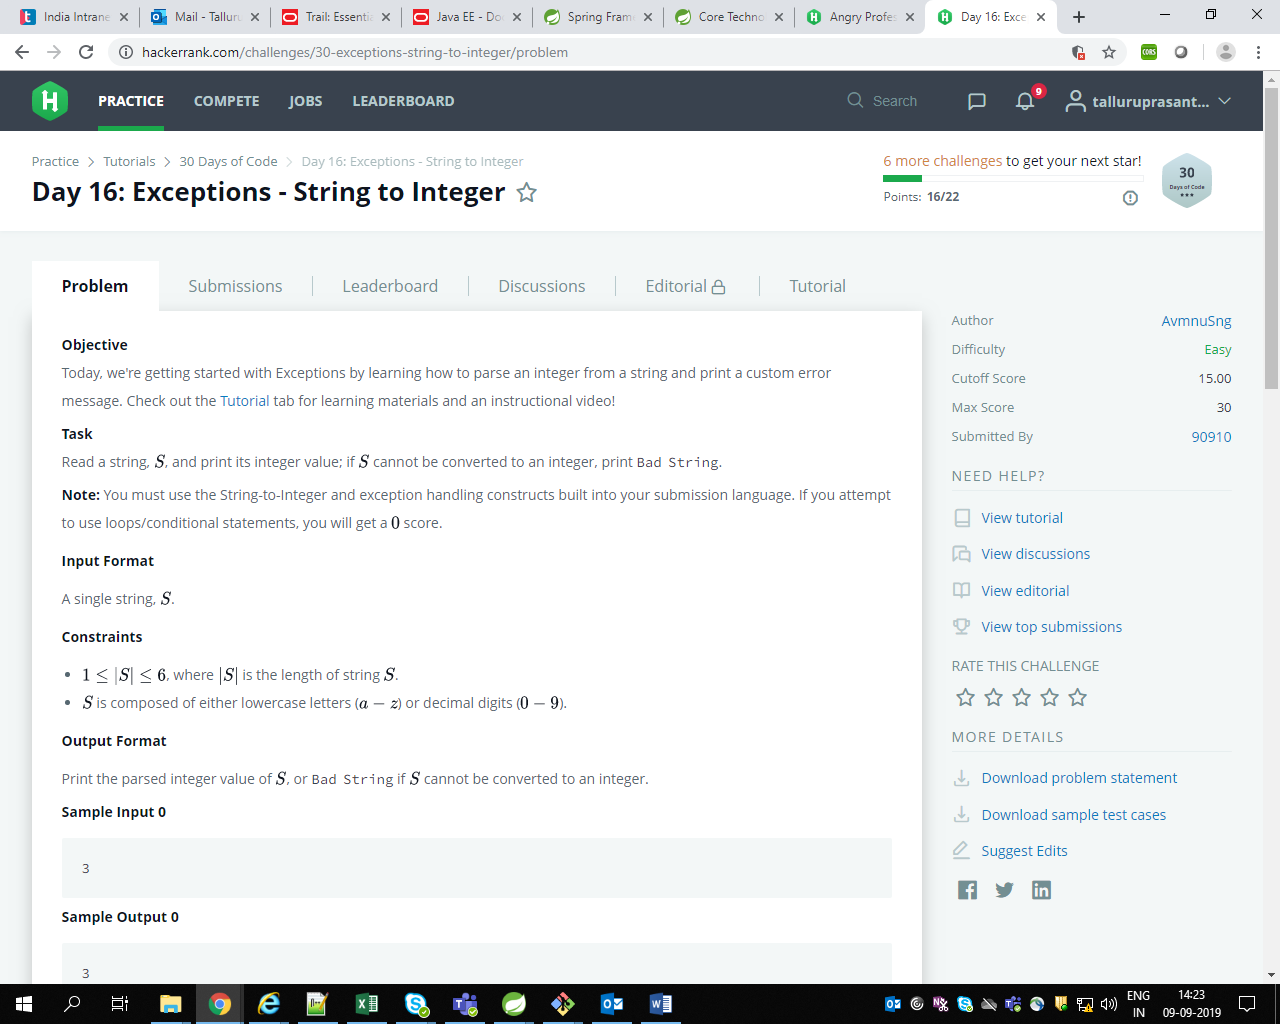 India Intrane
Mail - Tallur
Trail: Essentia
Java EE - Do
Spring Fram
Core Techno
Angry Profes
Day 16: Exce
hackerrank.com/challenges/30-exceptions-string-to-integer/problem
CORS
PRACTICE COMPETE JOBS LEADERBOARD
Search
9
talluruprasant...
Practice > Tutorials > 30 Days of Code > Day 16: Exceptions - String to Integer
Day 16: Exceptions - String to Integer
6 more challenges to get your next star!
Points: 16/22
30
Days of Code
Problem
Submissions
Leaderboard
Discussions
Editorial
Tutorial
Objective
Today, we're getting started with Exceptions by learning how to parse an integer from a string and print a custom error
message. Check out the Tutorial tab for learning materials and an instructional video!
Task
Read a string, S, and print its integer value; if S cannot be converted to an integer, print Bad String.
Note: You must use the String-to-Integer and exception handling constructs built into your submission language. If you attempt
to use loops/conditional statements, you will get a 0 score.
Input Format
A single string, S.
Constraints
• 1 ≤ |S| ≤ 6, where |S| is the length of string S.
• S is composed of either lowercase letters (a − z) or decimal digits (0 − 9).
Output Format
Print the parsed integer value of S, or Bad String if S cannot be converted to an integer.
Sample Input 0
3
Sample Output 0
3
Author AvmnuSng
Difficulty Easy
Cutoff Score 15.00
Max Score 30
Submitted By 90910
NEED HELP?
View tutorial
View discussions
View editorial
View top submissions
RATE THIS CHALLENGE
MORE DETAILS
Download problem statement
Download sample test cases
Suggest Edits
ENG
IN
14:23
09-09-2019